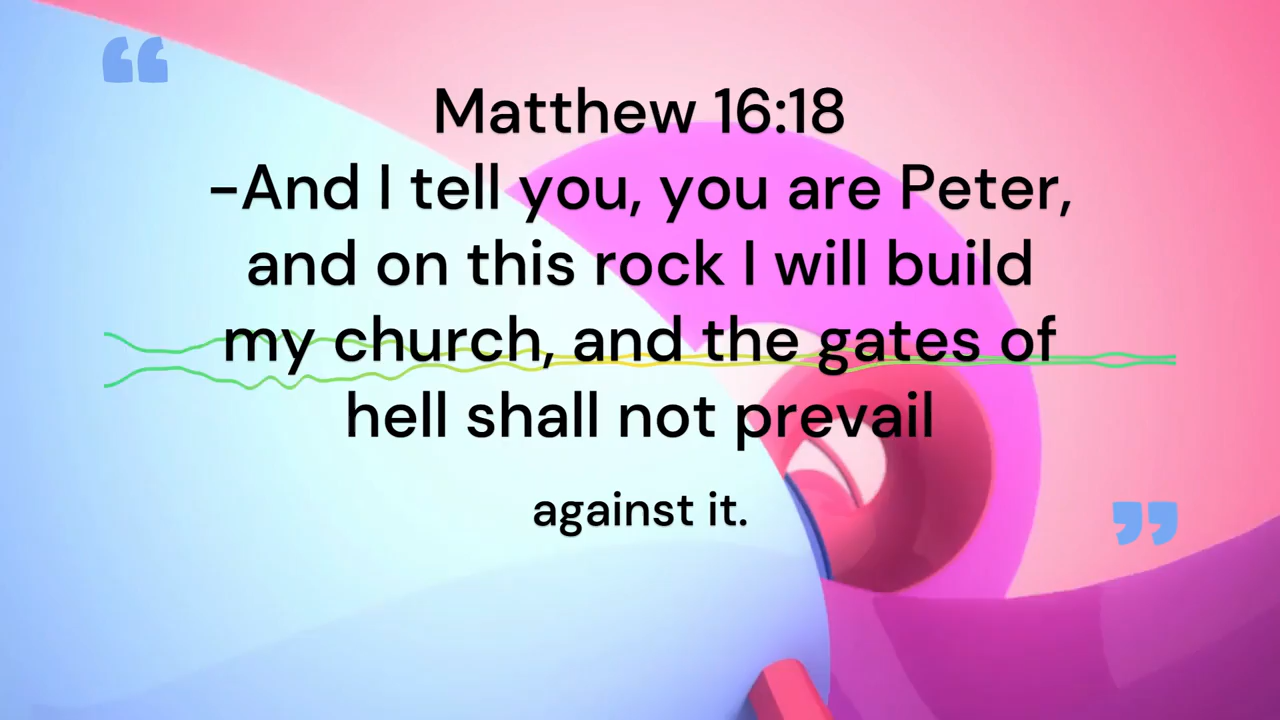 “
Matthew 16:18
-And I tell you, you are Peter,
and on this rock I will build
my church, and the gates of
hell shall not prevail
against it.
”